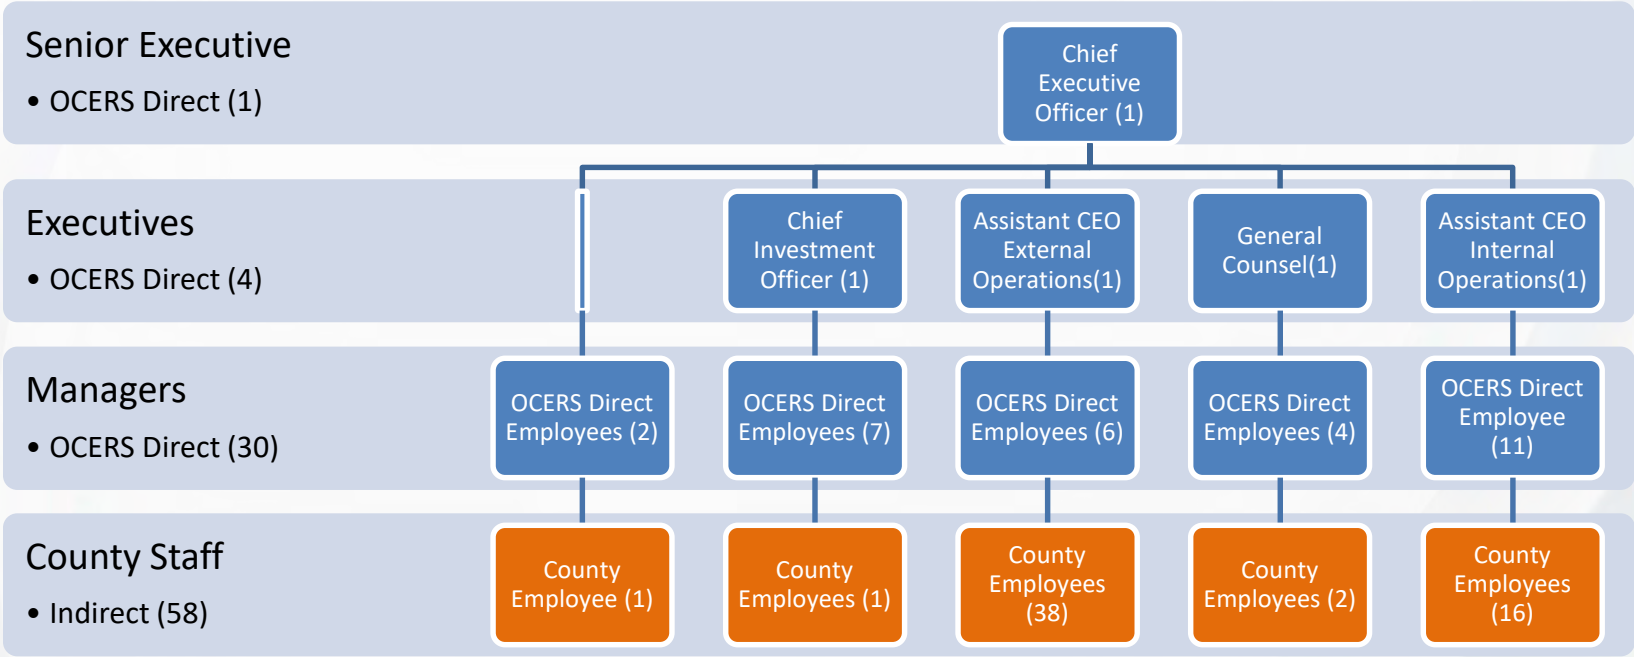 Senior Executive
• OCERS Direct (1)
Chief
Executive
Officer (1)
Executives
• OCERS Direct (4)
Chief
Investment
Officer (1)
Assistant CEO
External
Operations(1)
General
Counsel(1)
Assistant CEO
Internal
Operations(1)
Managers
• OCERS Direct (30)
OCERS Direct
Employees (2)
OCERS Direct
Employees (7)
OCERS Direct
Employees (6)
OCERS Direct
Employees (4)
OCERS Direct
Employee
(11)
County Staff
• Indirect (58)
County
Employee (1)
County
Employees (1)
County
Employees
(38)
County
Employees (2)
County
Employees
(16)